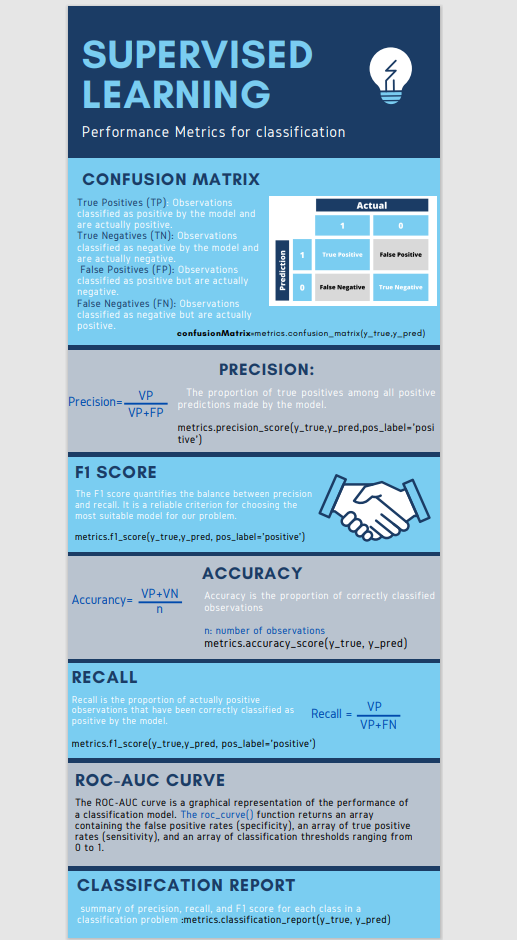 SUPERVISED
LEARNING
Performance Metrics for classification
CONFUSION MATRIX
True Positives (TP): Observations
classified as positive by the model and
are actually positive.
True Negatives (TN): Observations
classified as negative by the model and
are actually negative.
False Positives (FP): Observations
classified as positive but are actually
negative.
False Negatives (FN): Observations
classified as negative but are actually
positive.
Actual
1 0
Prediction
1 True Positive False Positive
0 False Negative True Negative
confusionMatrix=metrics.confusion_matrix(y_true,y_pred)
PRECISION:
Precision= VP
VP+FP
The proportion of true positives among all positive
predictions made by the model.
metrics.precision_score(y_true,y_pred,pos_label='posi
tive')
F1 SCORE
The F1 score quantifies the balance between precision
and recall. It is a reliable criterion for choosing the
most suitable model for our problem.
metrics.f1_score(y_true,y_pred, pos_label='positive')
ACCURACY
Accurancy= VP+VN
n
Accuracy is the proportion of correctly classified
observations
n: number of observations
metrics.accuracy_score(y_true, y_pred)
RECALL
Recall is the proportion of actually positive
observations that have been correctly classified as
positive by the model.
Recall = VP
VP+FN
metrics.f1_score(y_true,y_pred, pos_label='positive')
ROC-AUC CURVE
The ROC-AUC curve is a graphical representation of the performance of
a classification model. The roc_curve() function returns an array
containing the false positive rates (specificity), an array of true positive
rates (sensitivity), and an array of classification thresholds ranging from
0 to 1.
CLASSIFCATION REPORT
summary of precision, recall, and F1 score for each class in a
classification problem :metrics.classification_report(y_true, y_pred)